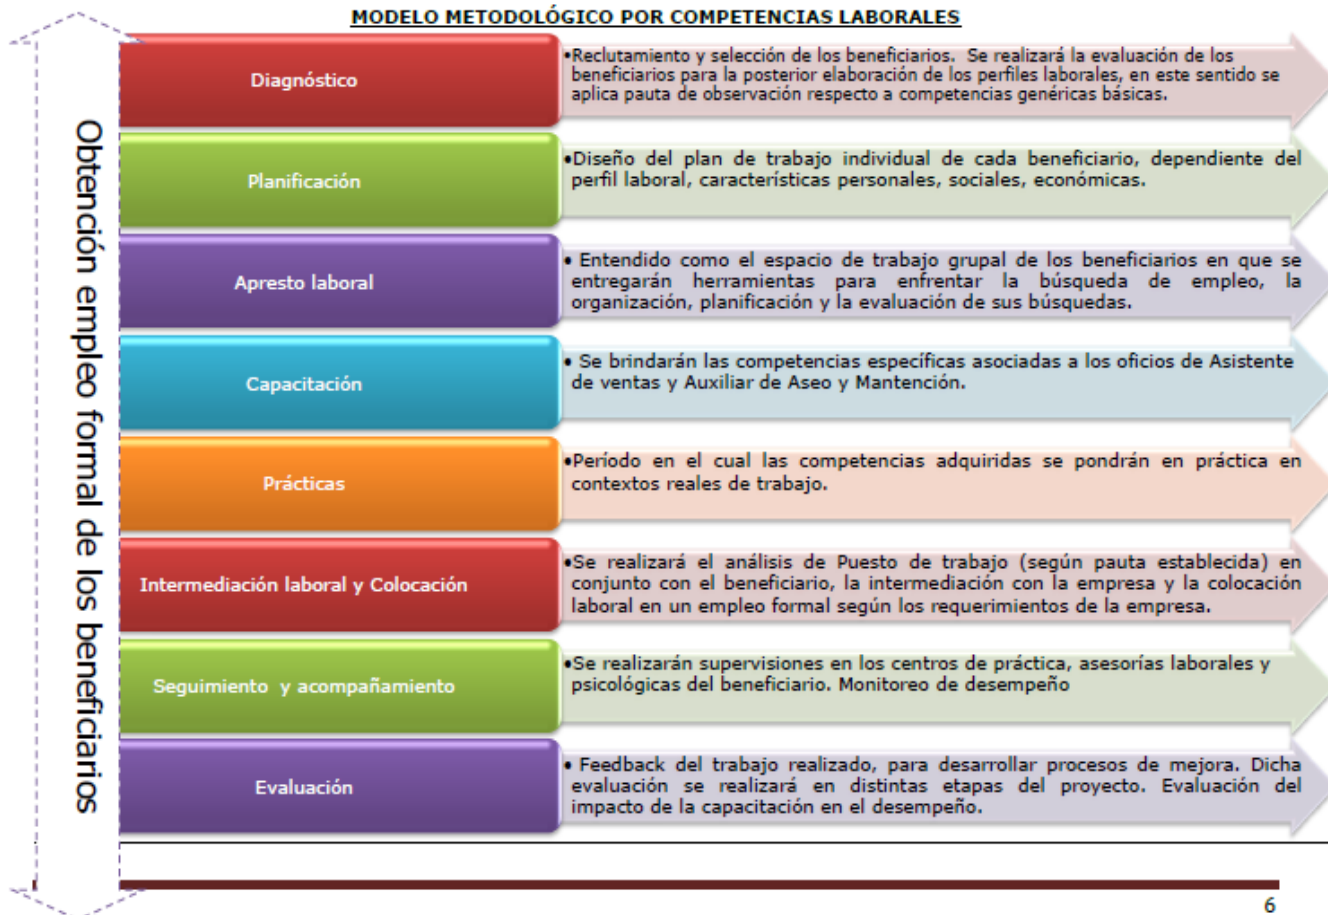 MODELO METODOLÓGICO POR COMPETENCIAS LABORALES
Obtención empleo formal de los beneficiarios
Diagnóstico
•Reclutamiento y selección de los beneficiarios. Se realizará la evaluación de los
beneficiarios para la posterior elaboración de los perfiles laborales, en este sentido se
aplica pauta de observación respecto a competencias genéricas básicas.
Planificación
•Diseño del plan de trabajo individual de cada beneficiario, dependiente del
perfil laboral, características personales, sociales, económicas.
Apresto laboral
• Entendido como el espacio de trabajo grupal de los beneficiarios en que se
entregarán herramientas para enfrentar la búsqueda de empleo, la
organización, planificación y la evaluación de sus búsquedas.
Capacitación
• Se brindarán las competencias específicas asociadas a los oficios de Asistente
de ventas y Auxiliar de Aseo y Mantención.
Prácticas
•Período en el cual las competencias adquiridas se pondrán en práctica en
contextos reales de trabajo.
Intermediación laboral y Colocación
•Se realizará el análisis de Puesto de trabajo (según pauta establecida) en
conjunto con el beneficiario, la intermediación con la empresa y la colocación
laboral en un empleo formal según los requerimientos de la empresa.
Seguimiento y acompañamiento
•Se realizarán supervisiones en los centros de práctica, asesorías laborales y
psicológicas del beneficiario. Monitoreo de desempeño
Evaluación
• Feedback del trabajo realizado, para desarrollar procesos de mejora. Dicha
evaluación se realizará en distintas etapas del proyecto. Evaluación del
impacto de la capacitación en el desempeño.
6